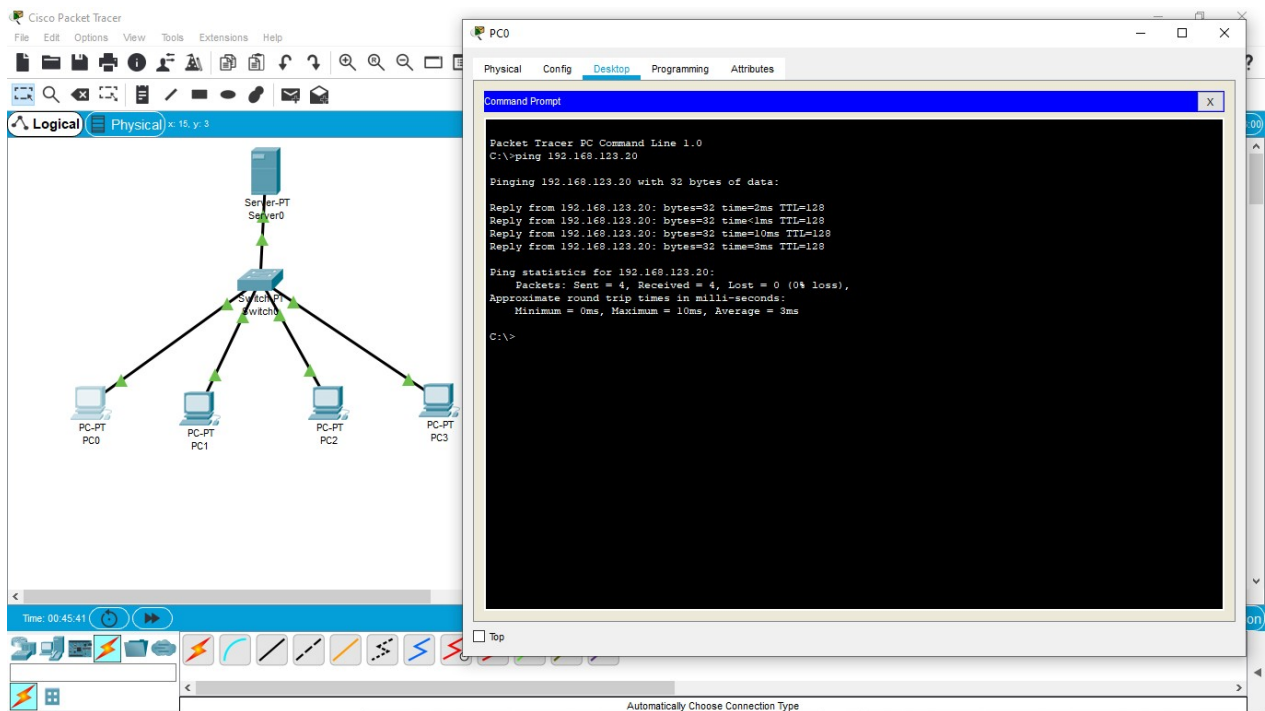 Cisco Packet Tracer
File Edit Options View Tools Extensions Help
Logical
Physical
x: 15, y: 3
Server-PT
Server0
Switch-PT
Switch0
PC-PT
PC0
PC-PT
PC1
PC-PT
PC2
PC-PT
PC3
Time: 00:45:41
Automatically Choose Connection Type
PC0
Physical Config Desktop Programming Attributes
Command Prompt
X
Packet Tracer PC Command Line 1.0
C:\>ping 192.168.123.20
Pinging 192.168.123.20 with 32 bytes of data:
Reply from 192.168.123.20: bytes=32 time=2ms TTL=128
Reply from 192.168.123.20: bytes=32 time<1ms TTL=128
Reply from 192.168.123.20: bytes=32 time=10ms TTL=128
Reply from 192.168.123.20: bytes=32 time=3ms TTL=128
Ping statistics for 192.168.123.20:
Packets: Sent = 4, Received = 4, Lost = 0 (0% loss),
Approximate round trip times in milli-seconds:
Minimum = 0ms, Maximum = 10ms, Average = 3ms
C:\>
Top